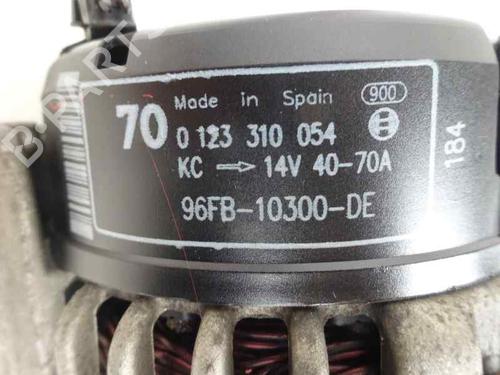 70 Made in Spain 900
0 123 310 054
KC → 14V 40-70A
96FB-10300-DE
184
B-PARTS